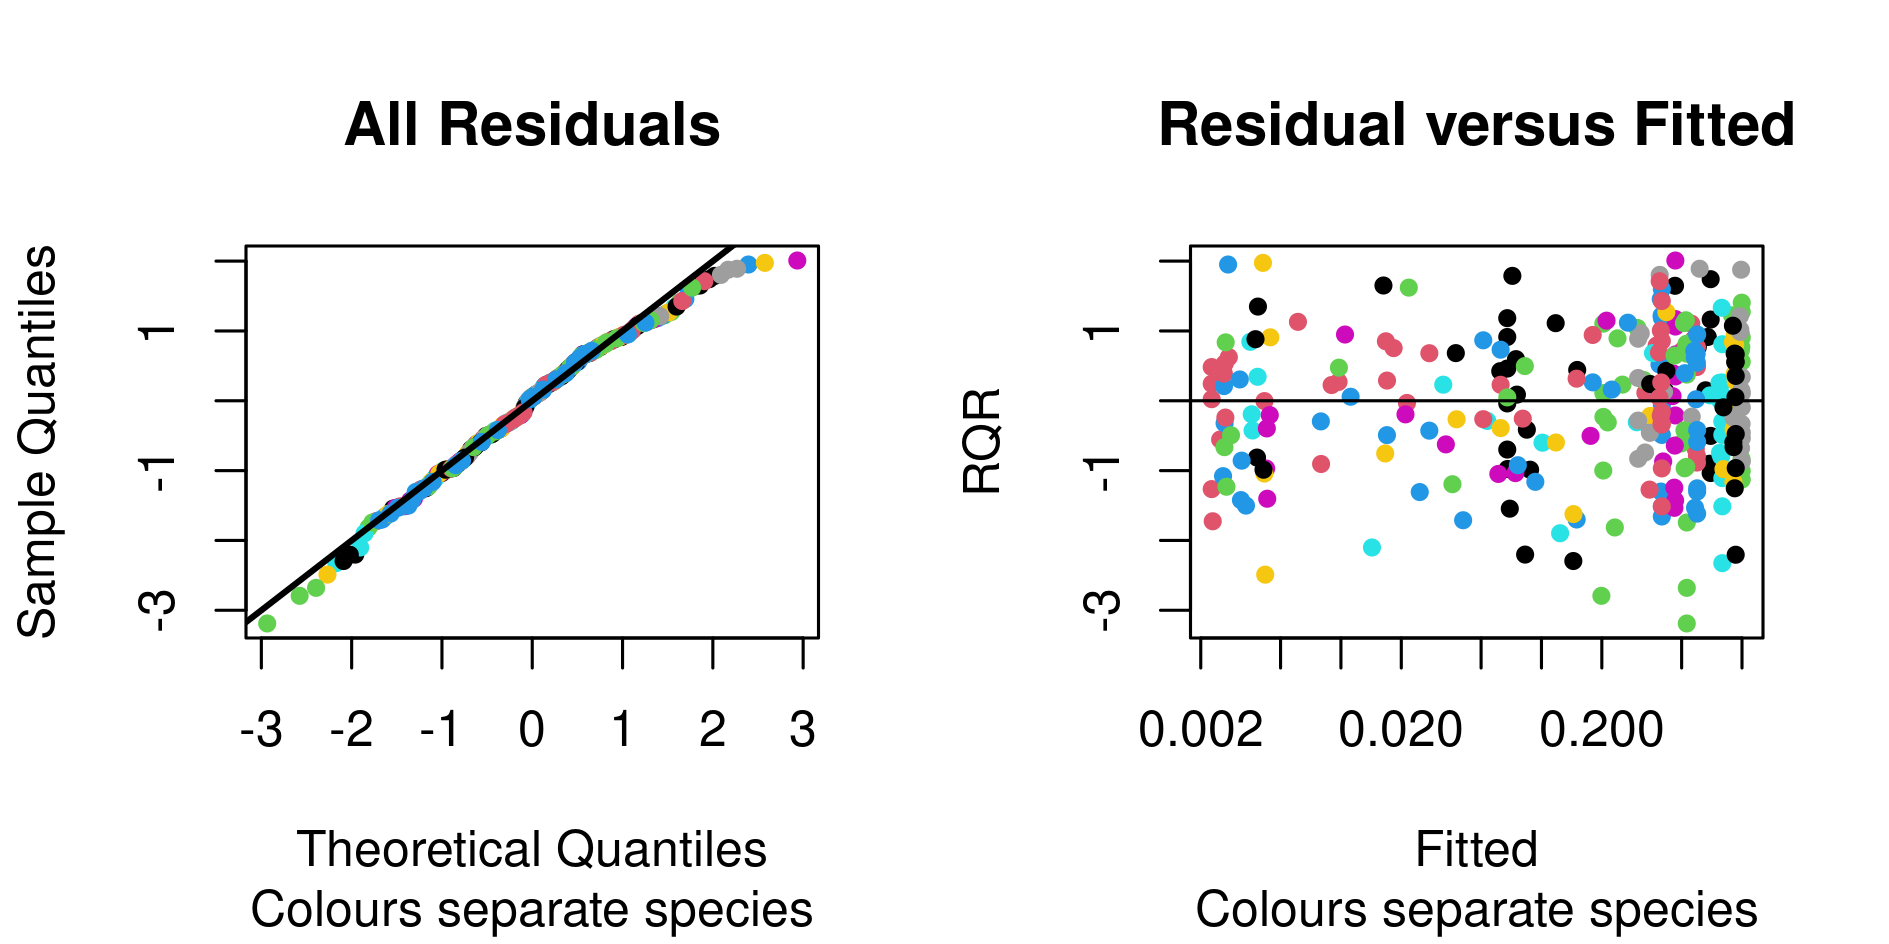 All Residuals
Sample Quantiles
1
-1
-3
-3 -2 -1 0 1 2 3
Theoretical Quantiles
Colours separate species
Residual versus Fitted
RQR
1
-1
-3
0.002 0.020 0.200
Fitted
Colours separate species